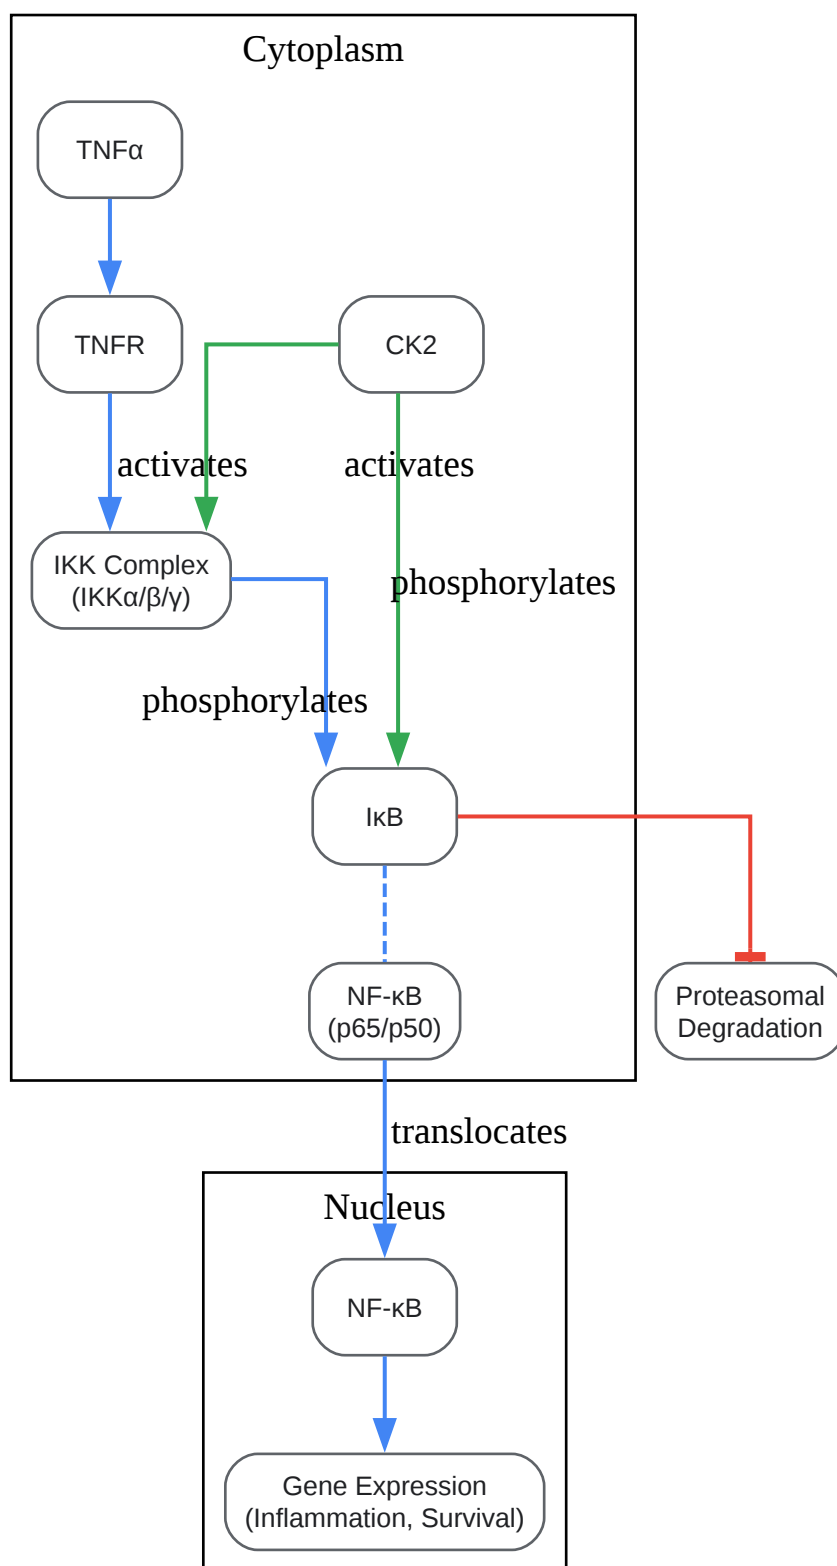 Cytoplasm
TNFα
TNFR
CK2
activates
activates
IKK Complex
(IKKα/β/γ)
phosphorylates
phosphorylates
IκB
NF-κB
(p65/p50)
Proteasomal
Degradation
translocates
Nucleus
NF-κB
Gene Expression
(Inflammation, Survival)